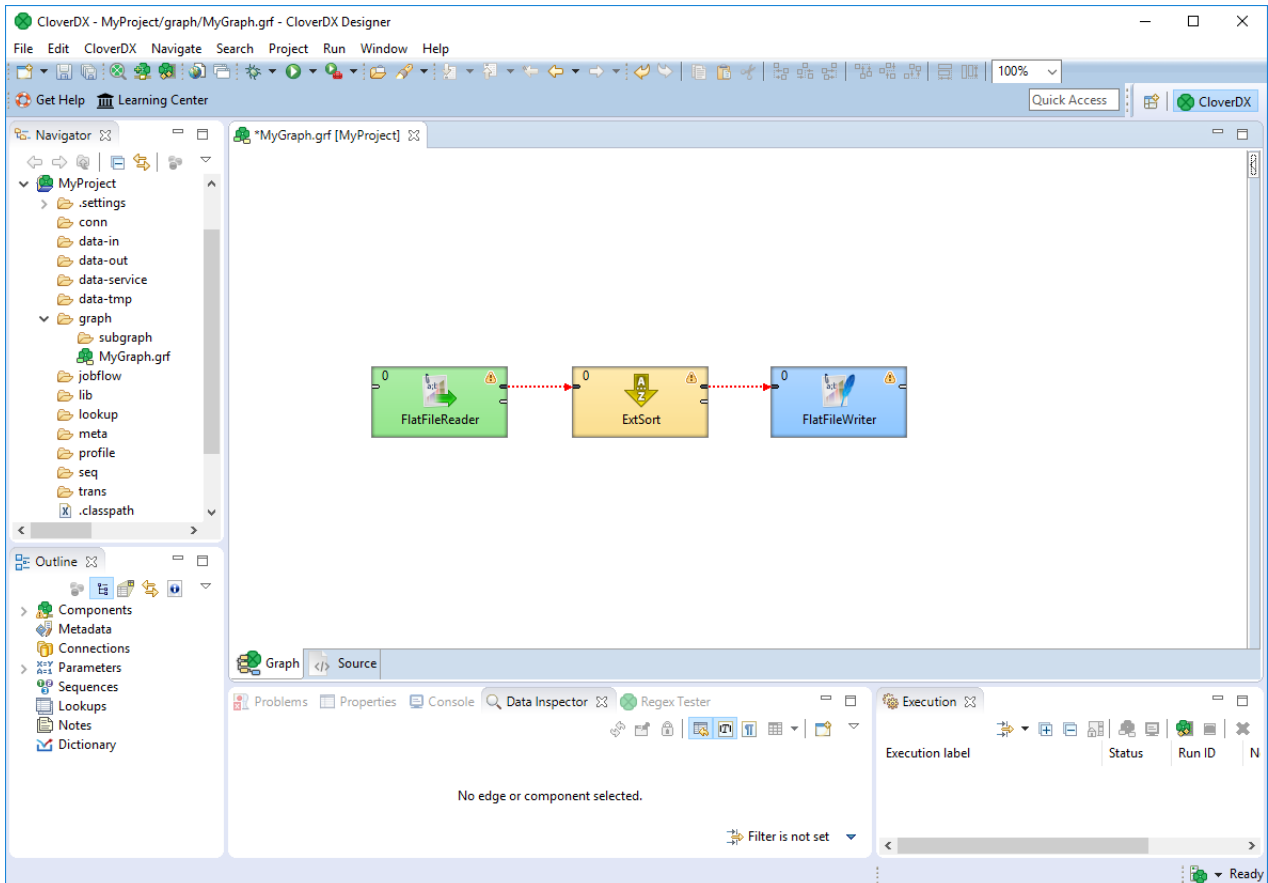 CloverDX - MyProject/graph/MyGraph.grf - CloverDX Designer
File Edit CloverDX Navigate Search Project Run Window Help
100%
Get Help Learning Center
Quick Access
CloverDX
Navigator
MyProject
.settings
conn
data-in
data-out
data-service
data-tmp
graph
subgraph
MyGraph.grf
jobflow
lib
lookup
meta
profile
seq
trans
.classpath
*MyGraph.grf [MyProject]
0
FlatFileReader
0
ExtSort
0
FlatFileWriter
Graph Source
Outline
Components
Metadata
Connections
Parameters
Sequences
Lookups
Notes
Dictionary
Problems Properties Console Data Inspector Regex Tester
No edge or component selected.
Filter is not set
Execution
Execution label Status Run ID N
Ready